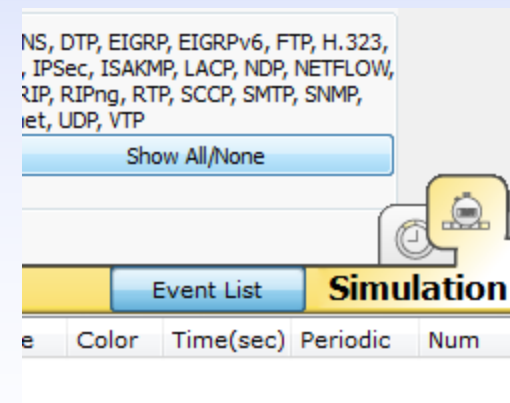 NS, DTP, EIGRP, EIGRPv6, FTP, H.323,
, IPSec, ISAKMP, LACP, NDP, NETFLOW,
RIP, RIPng, RTP, SCCP, SMTP, SNMP,
net, UDP, VTP
Show All/None
Event List Simulation
e Color Time(sec) Periodic Num